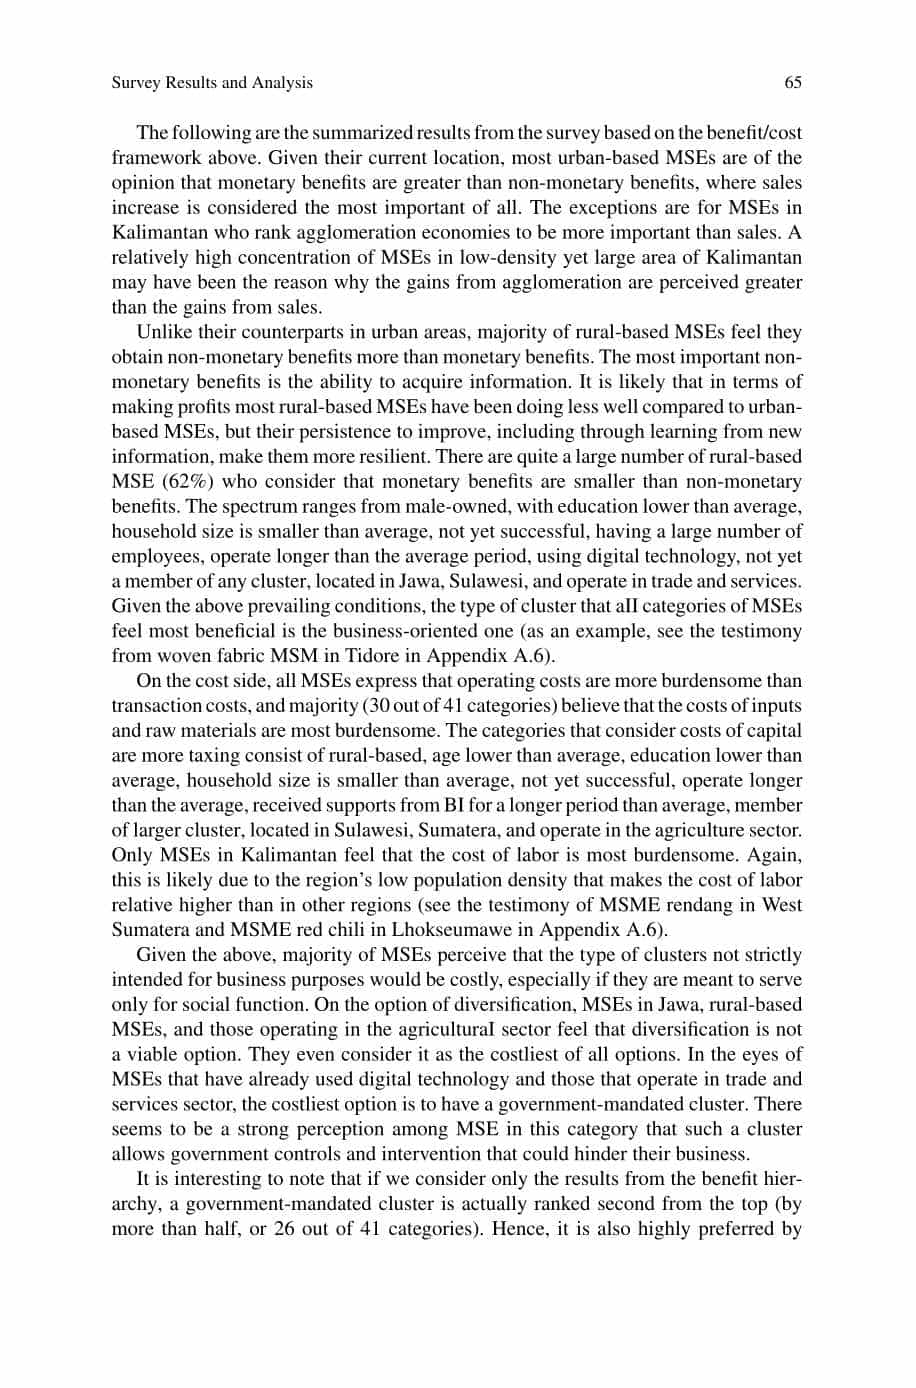 Survey Results and Analysis 65
The following are the summarized results from the survey based on the benefit/cost
framework above. Given their current location, most urban-based MSEs are of the
opinion that monetary benefits are greater than non-monetary benefits, where sales
increase is considered the most important of all. The exceptions are for MSEs in
Kalimantan who rank agglomeration economies to be more important than sales. A
relatively high concentration of MSEs in low-density yet large area of Kalimantan
may have been the reason why the gains from agglomeration are perceived greater
than the gains from sales.
Unlike their counterparts in urban areas, majority of rural-based MSEs feel they
obtain non-monetary benefits more than monetary benefits. The most important non-
monetary benefits is the ability to acquire information. It is likely that in terms of
making profits most rural-based MSEs have been doing less well compared to urban-
based MSEs, but their persistence to improve, including through learning from new
information, make them more resilient. There are quite a large number of rural-based
MSE (62%) who consider that monetary benefits are smaller than non-monetary
benefits. The spectrum ranges from male-owned, with education lower than average,
household size is smaller than average, not yet successful, having a large number of
employees, operate longer than the average period, using digital technology, not yet
a member of any cluster, located in Jawa, Sulawesi, and operate in trade and services.
Given the above prevailing conditions, the type of cluster that aII categories of MSEs
feel most beneficial is the business-oriented one (as an example, see the testimony
from woven fabric MSM in Tidore in Appendix A.6).
On the cost side, all MSEs express that operating costs are more burdensome than
transaction costs, and majority (30 out of 41 categories) believe that the costs of inputs
and raw materials are most burdensome. The categories that consider costs of capital
are more taxing consist of rural-based, age lower than average, education lower than
average, household size is smaller than average, not yet successful, operate longer
than the average, received supports from BI for a longer period than average, member
of larger cluster, located in Sulawesi, Sumatera, and operate in the agriculture sector.
Only MSEs in Kalimantan feel that the cost of labor is most burdensome. Again,
this is likely due to the region's low population density that makes the cost of labor
relative higher than in other regions (see the testimony of MSME rendang in West
Sumatera and MSME red chili in Lhokseumawe in Appendix A.6).
Given the above, majority of MSEs perceive that the type of clusters not strictly
intended for business purposes would be costly, especially if they are meant to serve
only for social function. On the option of diversification, MSEs in Jawa, rural-based
MSEs, and those operating in the agriculturaI sector feel that diversification is not
a viable option. They even consider it as the costliest of all options. In the eyes of
MSEs that have already used digital technology and those that operate in trade and
services sector, the costliest option is to have a government-mandated cluster. There
seems to be a strong perception among MSE in this category that such a cluster
allows government controls and intervention that could hinder their business.
It is interesting to note that if we consider only the results from the benefit hier-
archy, a government-mandated cluster is actually ranked second from the top (by
more than half, or 26 out of 41 categories). Hence, it is also highly preferred by